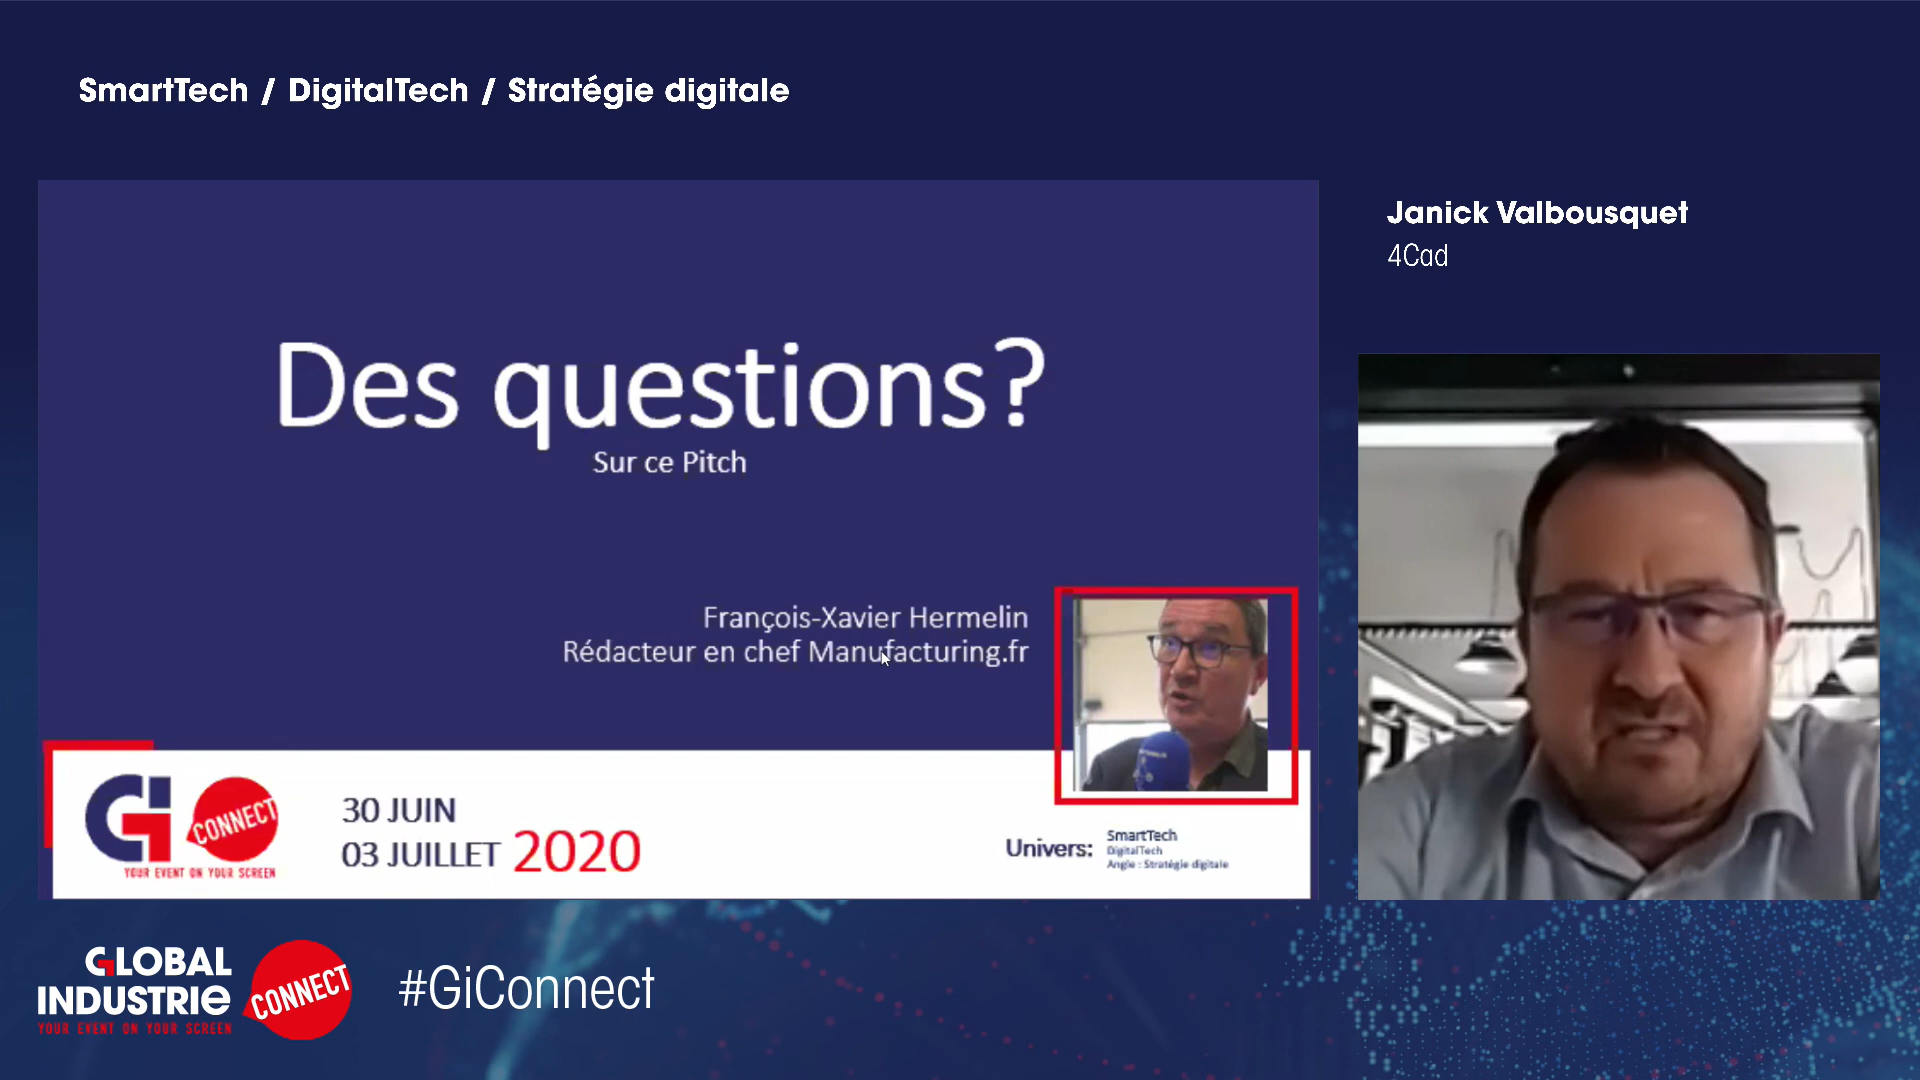 SmartTech / DigitalTech / Stratégie digitale
Janick Valbousquet
4Cad
Des questions?
Sur ce Pitch
François-Xavier Hermelin
Rédacteur en chef Manufacturing.fr
GI CONNECT
YOUR EVENT ON YOUR SCREEN
30 JUIN
03 JUILLET 2020
Univers:
SmartTech
DigitalTech
Angle : Stratégie digitale
GLOBAL
INDUSTRIE
CONNECT
YOUR EVENT ON YOUR SCREEN
#GiConnect